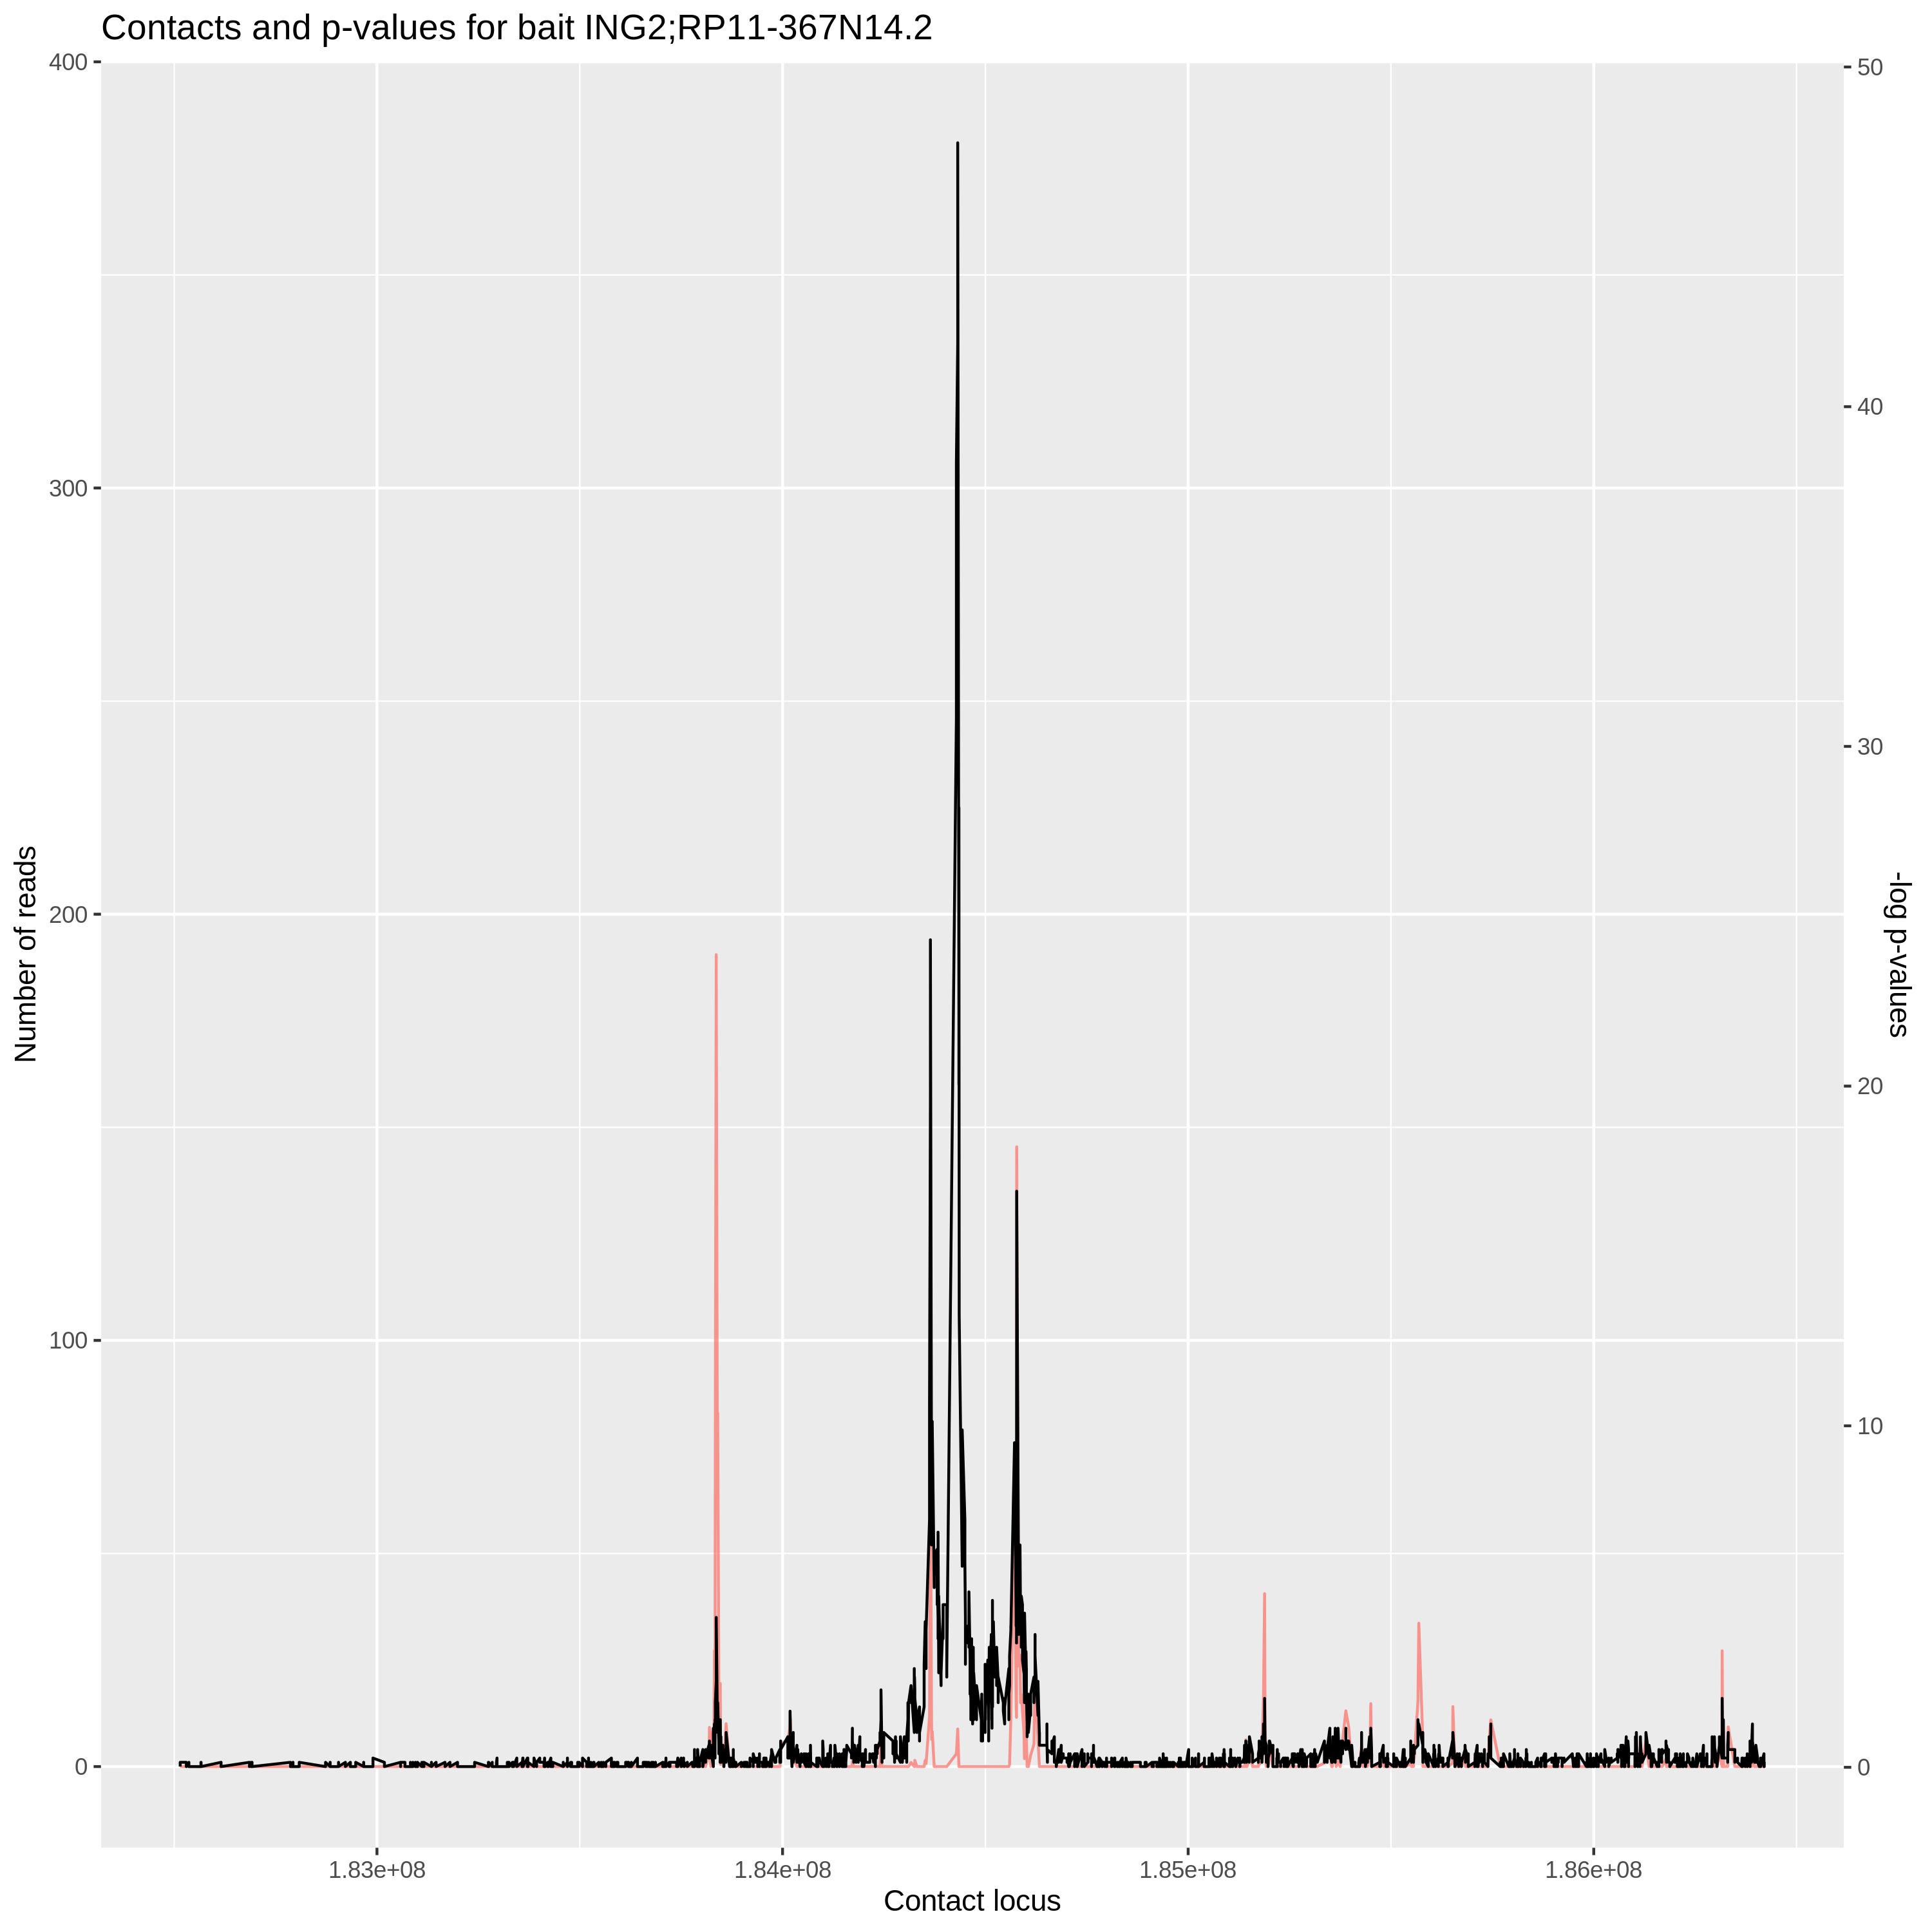 Contacts and p-values for bait ING2;RP11-367N14.2
400
300
200
100
0
Number of reads
50
40
30
20
10
0
-log p-values
1.83e+08
1.84e+08
1.85e+08
1.86e+08
Contact locus